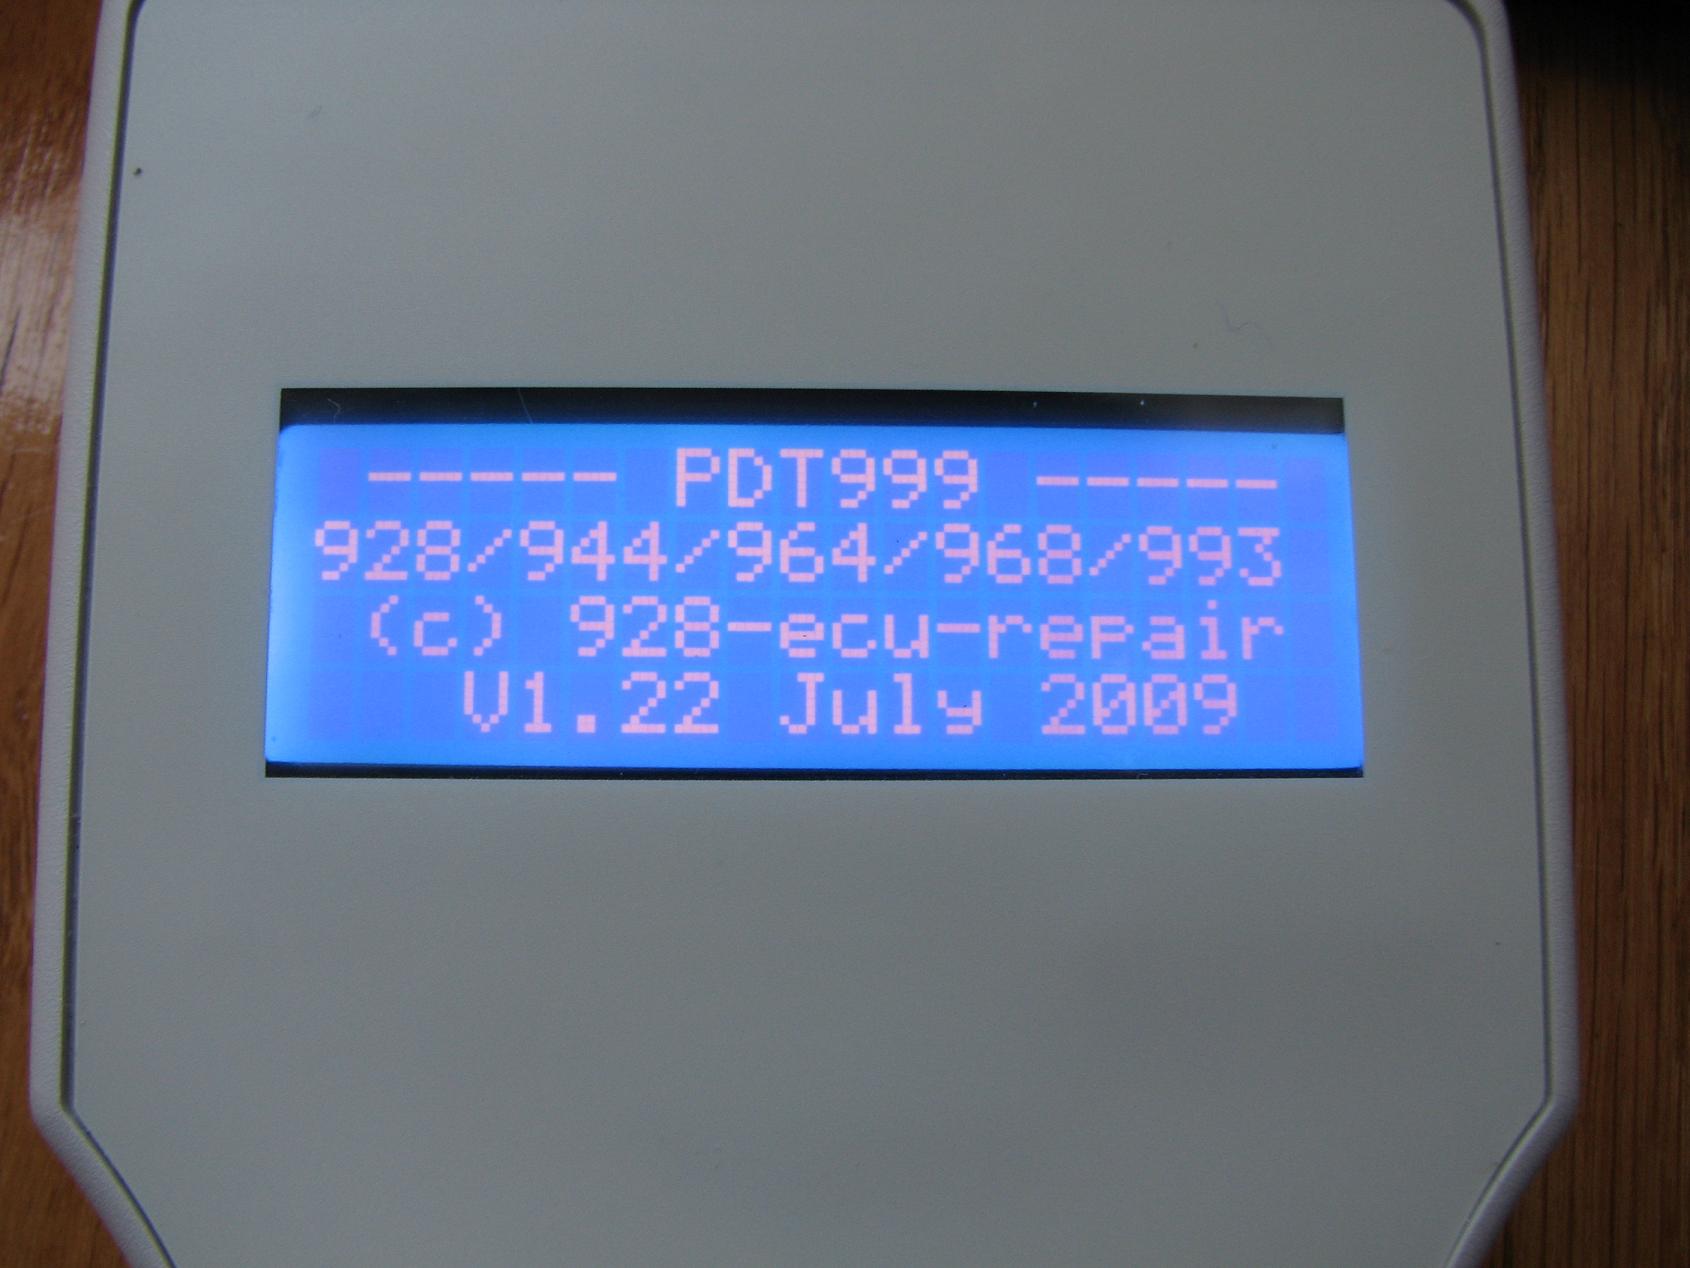 ----- PDT999 -----
928/944/964/968/993
(c) 928-ecu-repair
V1.22 July 2009